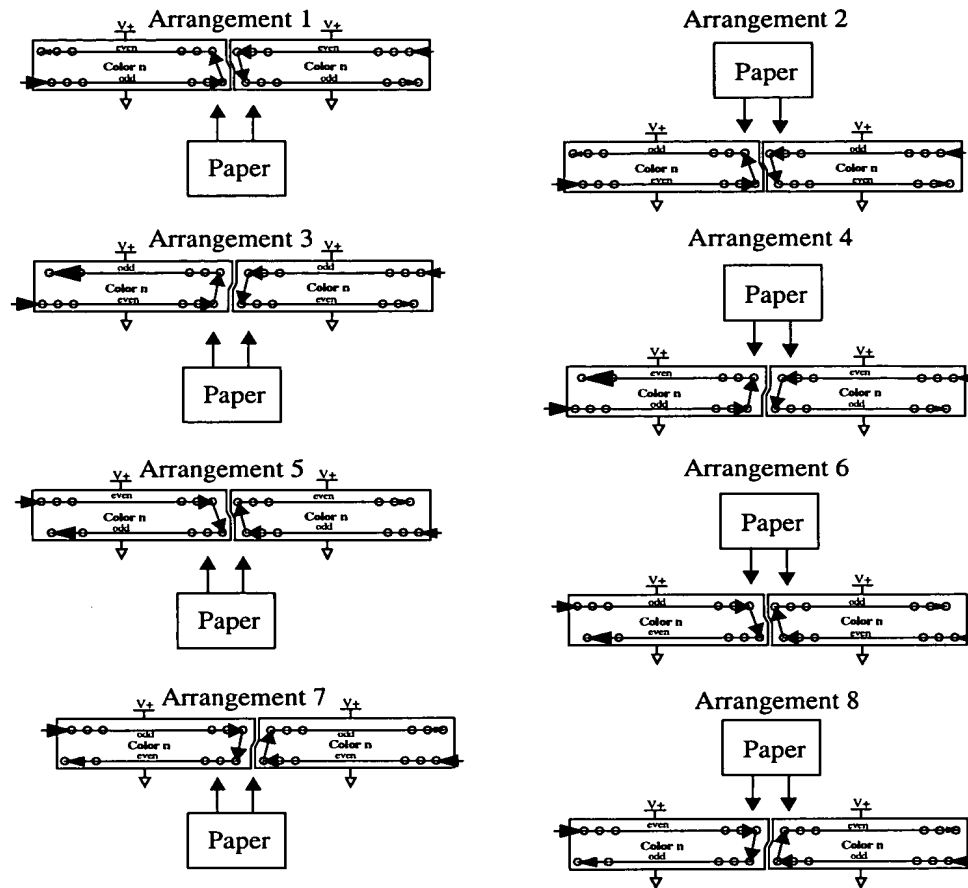 Arrangement 1
V+ V+
even even
Color n Color n
odd odd
Paper
Arrangement 2
Paper
V+ V+
odd odd
Color n Color n
even even
Arrangement 3
V+ V+
odd odd
Color n Color n
even even
Paper
Arrangement 4
Paper
V+ V+
even even
Color n Color n
odd odd
Arrangement 5
V+ V+
even even
Color n Color n
odd odd
Paper
Arrangement 6
Paper
V+ V+
odd odd
Color n Color n
even even
Arrangement 7
V+ V+
odd odd
Color n Color n
even even
Paper
Arrangement 8
Paper
V+ V+
even even
Color n Color n
odd odd